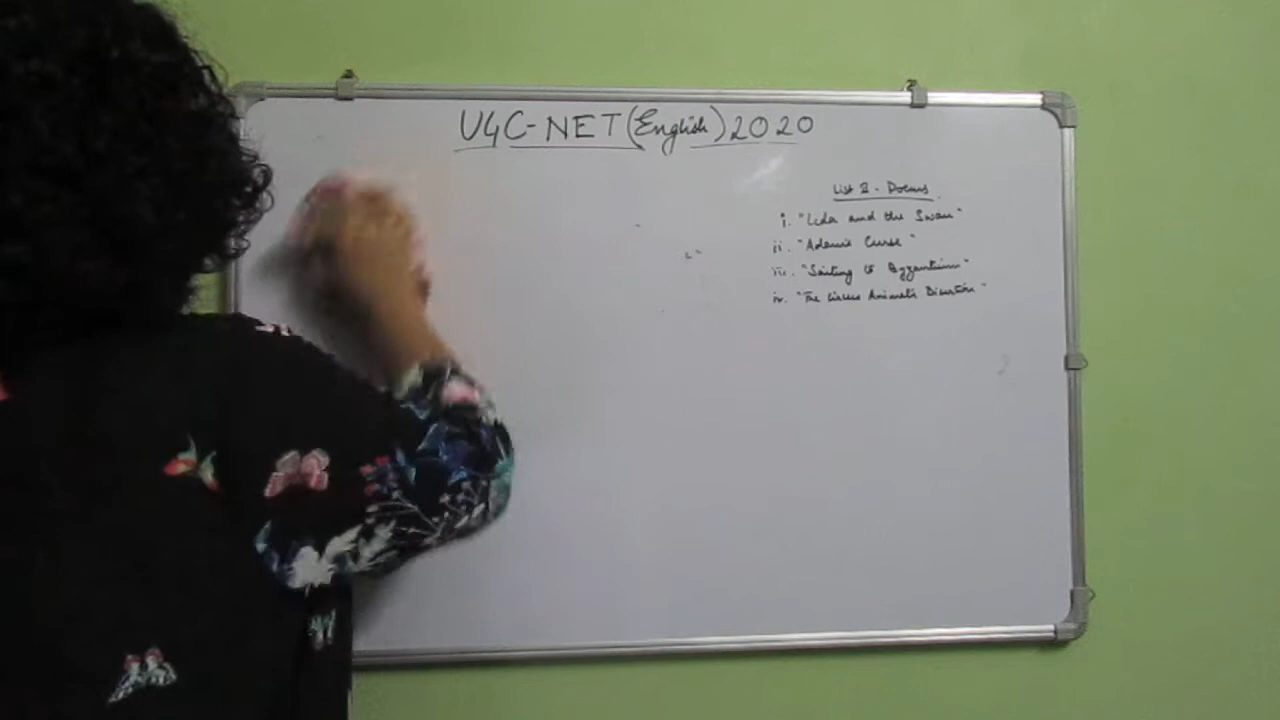 UGC-NET(English)2020
List II - Poems
i. "Leda and the Swan"
ii. "Adam's Curse"
iii. "Sailing to Byzantium"
iv. "The Circus Animals Desertion"